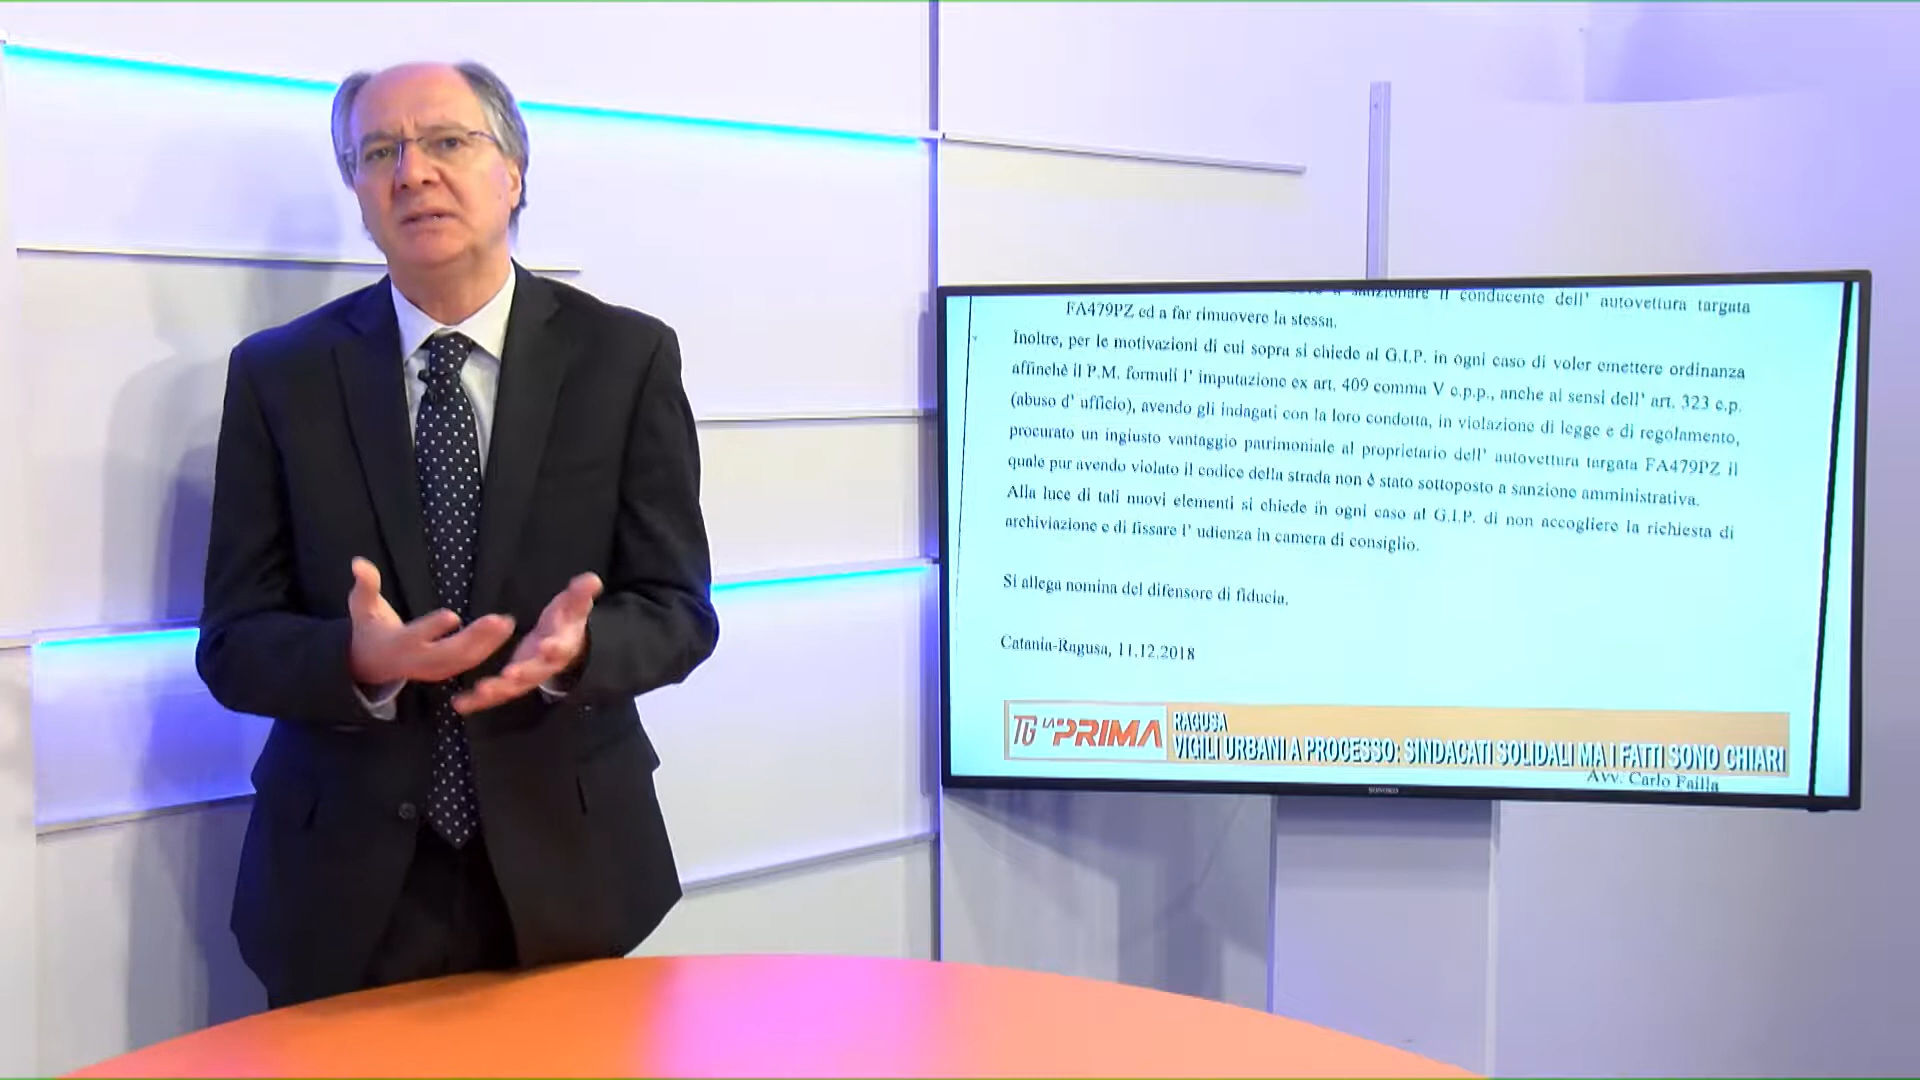 sanzionare il conducente dell' autovettura targata
FA479PZ ed a far rimuovere la stessa.
Inoltre, per le motivazioni di cui sopra si chiede al G.I.P. in ogni caso di voler emettere ordinanza
affinchè il P.M. formuli l' imputazione ex art. 409 comma V c.p.p., anche ai sensi dell' art. 323 c.p.
(abuso d' ufficio), avendo gli indagati con la loro condotta, in violazione di legge e di regolamento,
procurato un ingiusto vantaggio patrimoniale al proprietario dell' autovettura targata FA479PZ il
quale pur avendo violato il codice della strada non è stato sottoposto a sanzione amministrativa.
Alla luce di tali nuovi elementi si chiede in ogni caso al G.I.P. di non accogliere la richiesta di
archiviazione e di fissare l' udienza in camera di consiglio.
Si allega nomina del difensore di fiducia.
Catania-Ragusa, 11.12.2018
TG LA PRIMA
RAGUSA
VIGILI URBANI A PROCESSO: SINDACATI SOLIDALI MA I FATTI SONO CHIARI
Avv. Carlo Failla